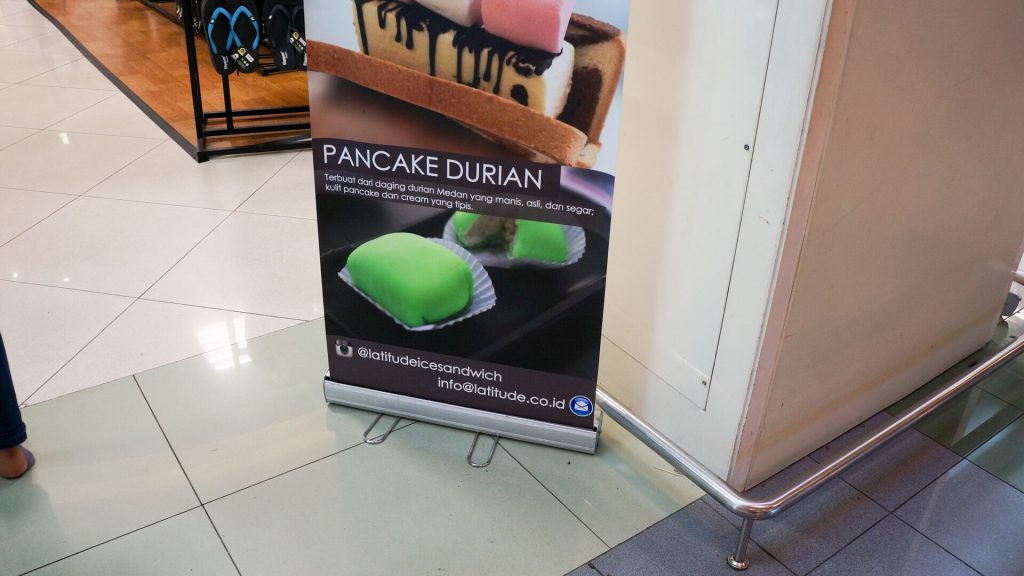 PANCAKE DURIAN
Terbuat dari daging durian Medan yang manis, asli, dan segar;
kulit pancake dan cream yang tipis.
@latitudeicesandwich
info@latitude.co.id